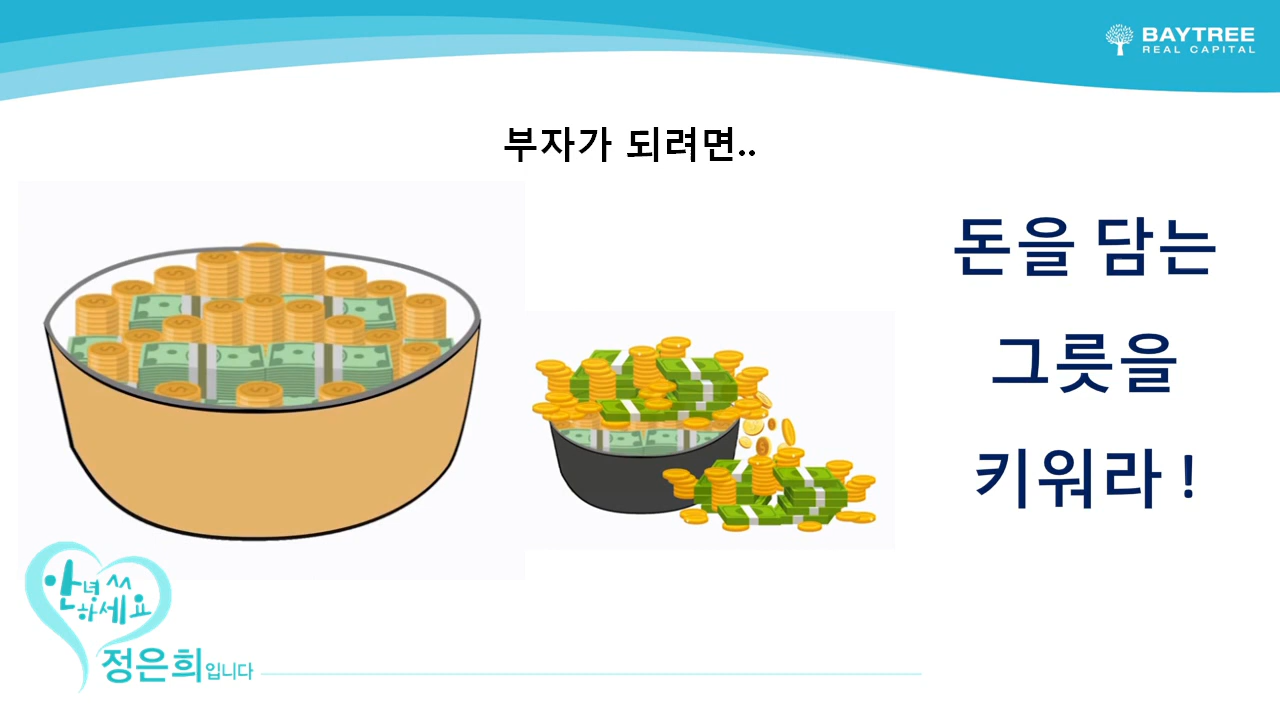 BAYTREE
REAL CAPITAL
부자가 되려면..
돈을 담는
그릇을
키워라 !
안녕^^
하세요
정은희입니다